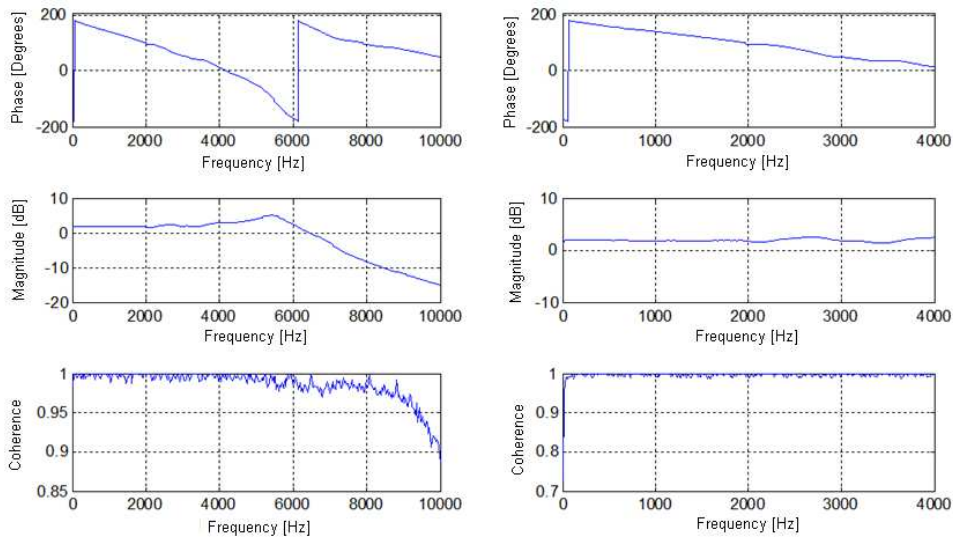 200
0
-200
Phase [Degrees]
0 2000 4000 6000 8000 10000
Frequency [Hz]
200
0
-200
Phase [Degrees]
0 1000 2000 3000 4000
Frequency [Hz]
10
0
-10
-20
Magnitude [dB]
0 2000 4000 6000 8000 10000
Frequency [Hz]
10
0
-10
Magnitude [dB]
0 1000 2000 3000 4000
Frequency [Hz]
1
0.95
0.9
0.85
Coherence
0 2000 4000 6000 8000 10000
Frequency [Hz]
1
0.9
0.8
0.7
Coherence
0 1000 2000 3000 4000
Frequency [Hz]